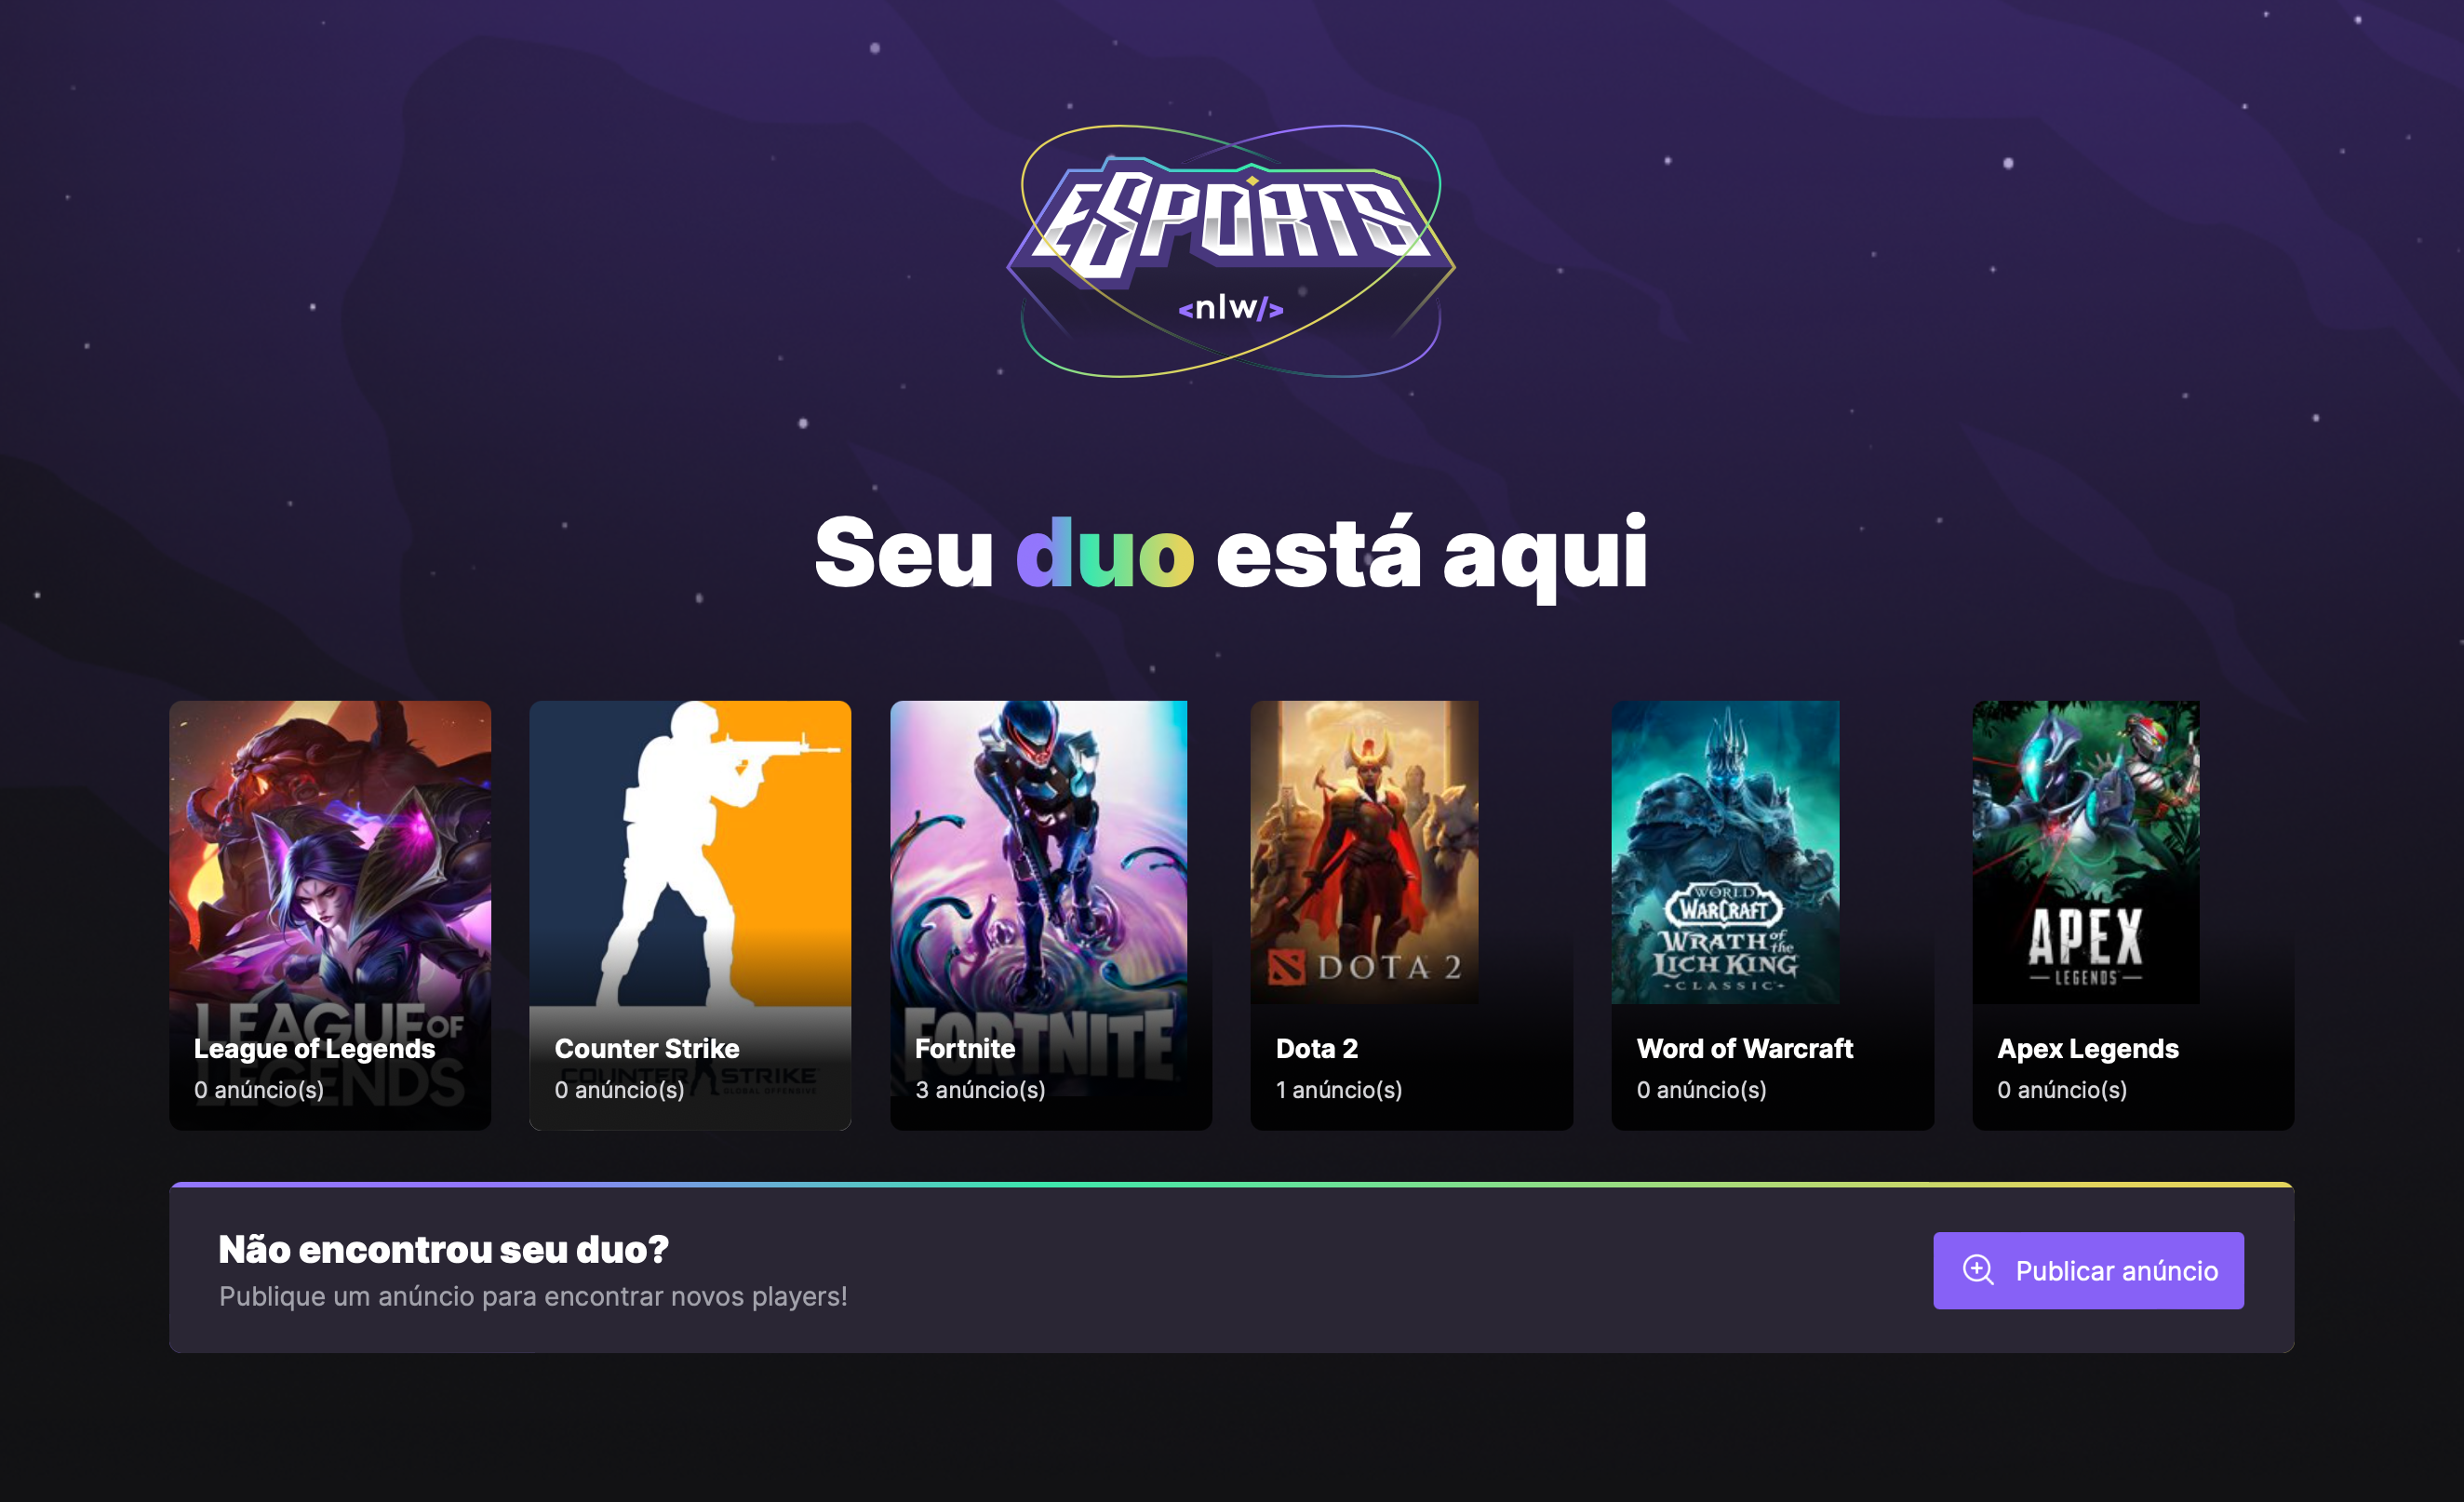 ESPORTS
<nlw/>
Seu duo está aqui
LEAGUE OF
LEGENDS
League of Legends
0 anúncio(s)
COUNTER STRIKE
GLOBAL OFFENSIVE
Counter Strike
0 anúncio(s)
FORTNITE
Fortnite
3 anúncio(s)
DOTA 2
Dota 2
1 anúncio(s)
WORLD
WARCRAFT
WRATH of the
LICH KING
CLASSIC
Word of Warcraft
0 anúncio(s)
APEX
LEGENDS
Apex Legends
0 anúncio(s)
Não encontrou seu duo?
Publique um anúncio para encontrar novos players!
Publicar anúncio